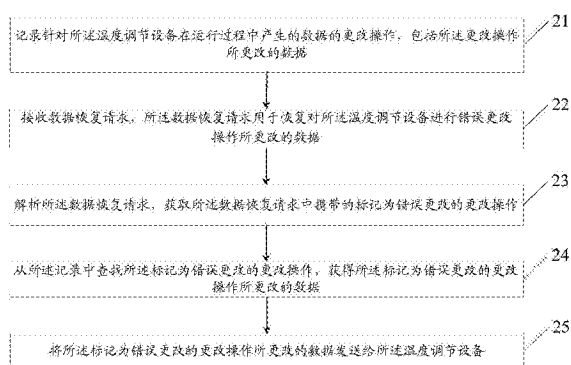 记录针对所述温度调节设备在运行过程中产生的数据的更改操作，包括所述更改操作
所更改的数据
21
接收数据恢复请求，所述数据恢复请求用于恢复对所述温度调节设备进行错误更改
操作所更改的数据
22
解析所述数据恢复请求，获取所述数据恢复请求中携带的标记为错误更改的更改操作
23
从所述记录中查找所述标记为错误更改的更改操作，获得所述标记为错误更改的更改
操作所更改的数据
24
将所述标记为错误更改的更改操作所更改的数据发送给所述温度调节设备
25